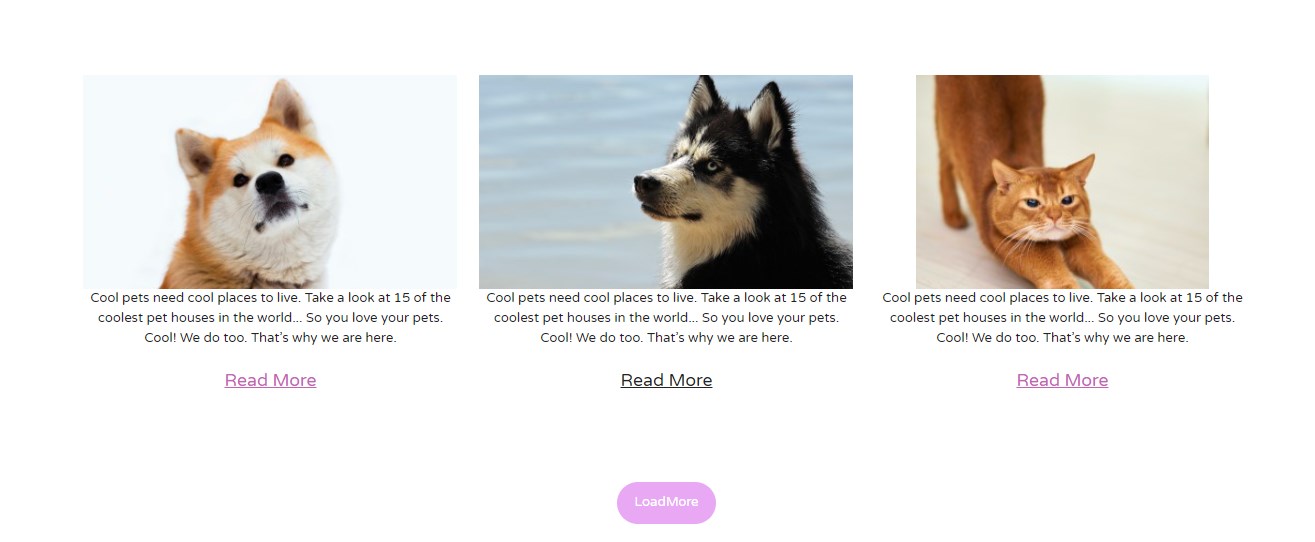 Cool pets need cool places to live. Take a look at 15 of the
coolest pet houses in the world... So you love your pets.
Cool! We do too. That’s why we are here.
Read More
Cool pets need cool places to live. Take a look at 15 of the
coolest pet houses in the world... So you love your pets.
Cool! We do too. That’s why we are here.
Read More
Cool pets need cool places to live. Take a look at 15 of the
coolest pet houses in the world... So you love your pets.
Cool! We do too. That’s why we are here.
Read More
LoadMore